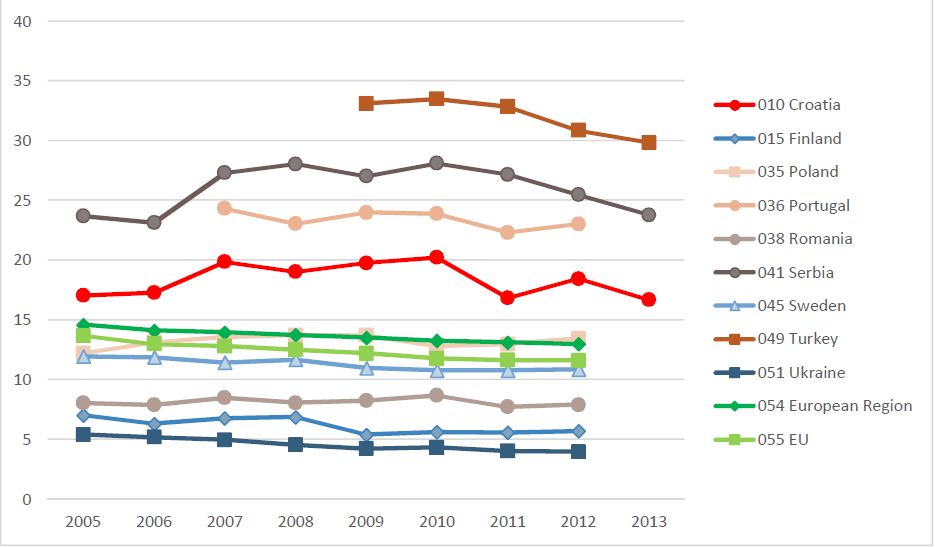 40
35
30
25
20
15
10
5
0
2005 2006 2007 2008 2009 2010 2011 2012 2013
010 Croatia
015 Finland
035 Poland
036 Portugal
038 Romania
041 Serbia
045 Sweden
049 Turkey
051 Ukraine
054 European Region
055 EU